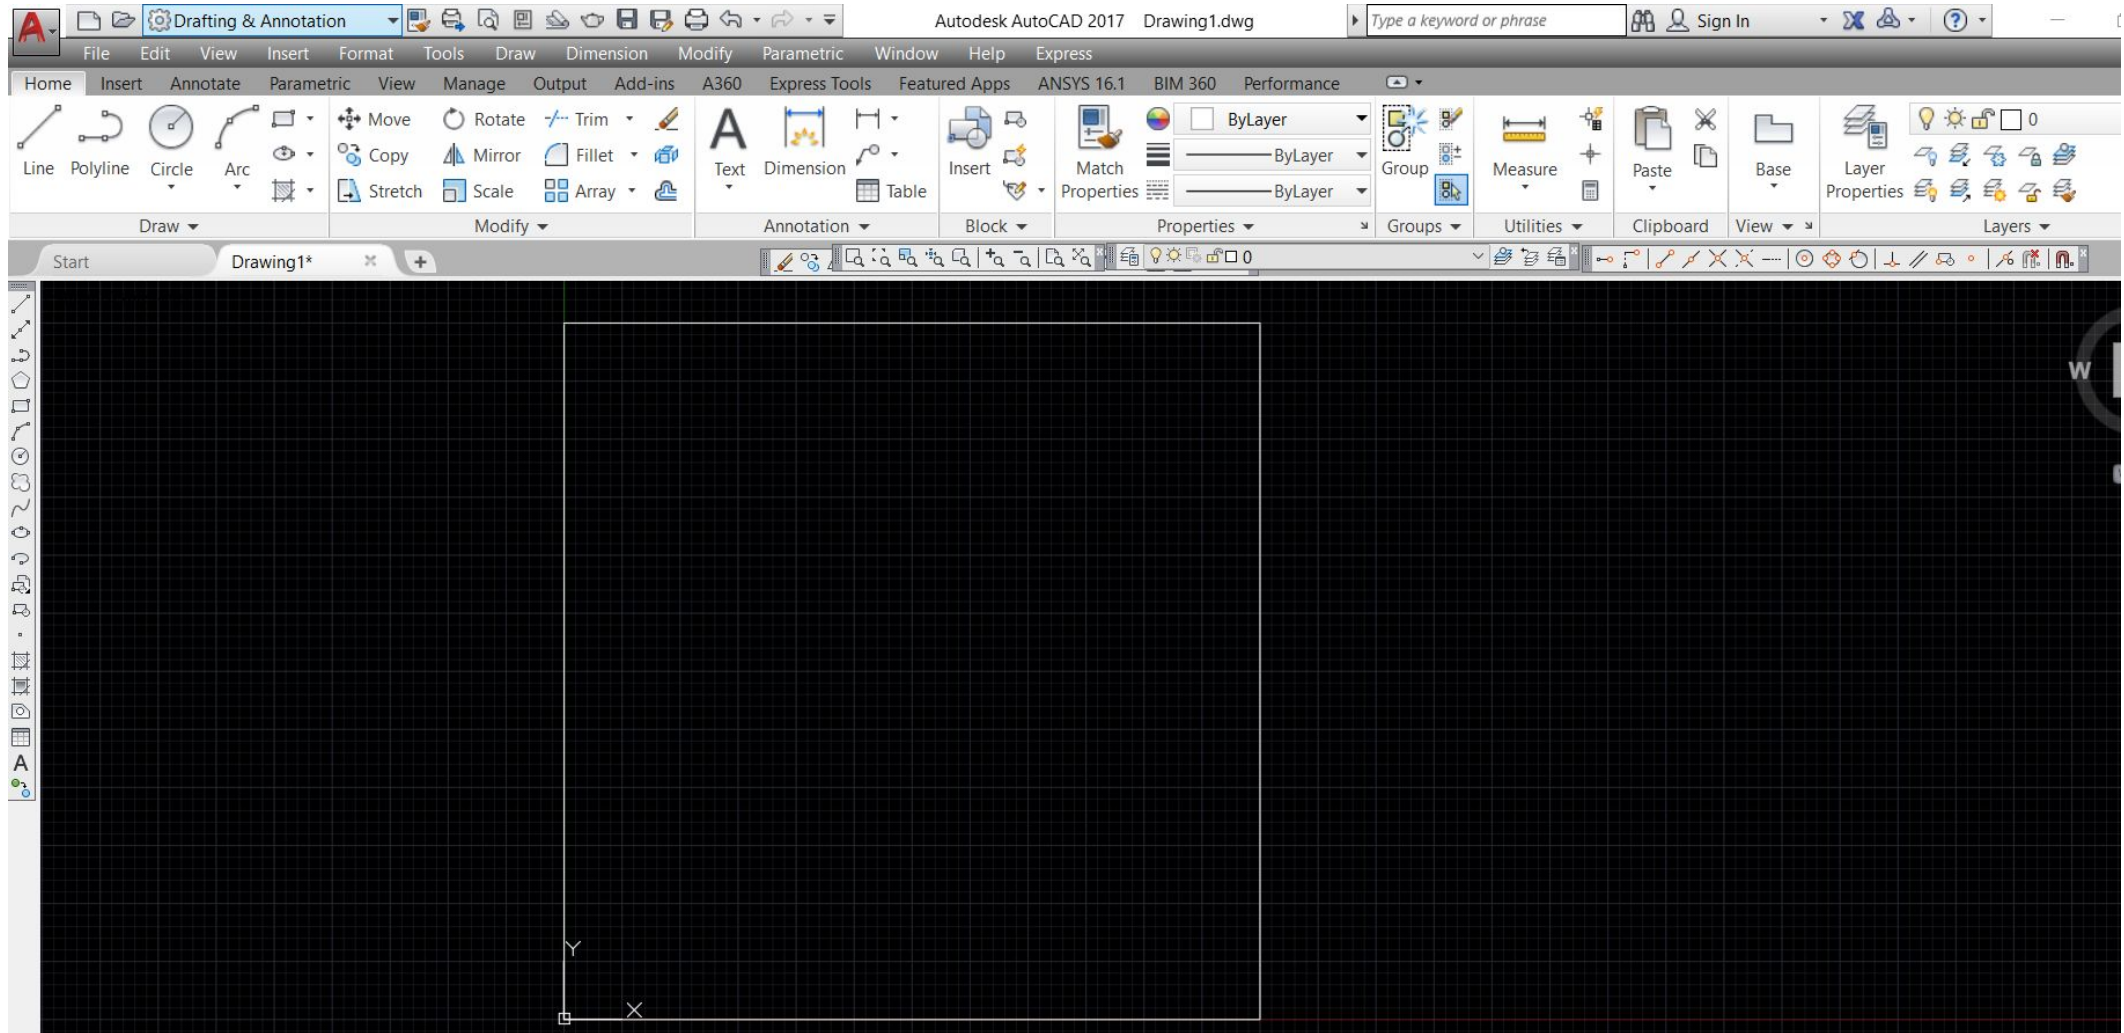 Drafting & Annotation Autodesk AutoCAD 2017 Drawing1.dwg Type a keyword or phrase Sign In
File Edit View Insert Format Tools Draw Dimension Modify Parametric Window Help Express
Home Insert Annotate Parametric View Manage Output Add-ins A360 Express Tools Featured Apps ANSYS 16.1 BIM 360 Performance
Move Rotate Trim ByLayer 0
Copy Mirror Fillet ByLayer
Line Polyline Circle Arc Text Dimension Insert Match Group Measure Paste Base Layer
Stretch Scale Array Table Properties ByLayer Properties
Draw Modify Annotation Block Properties Groups Utilities Clipboard View Layers
Start Drawing1* 0
W
A
Y
X